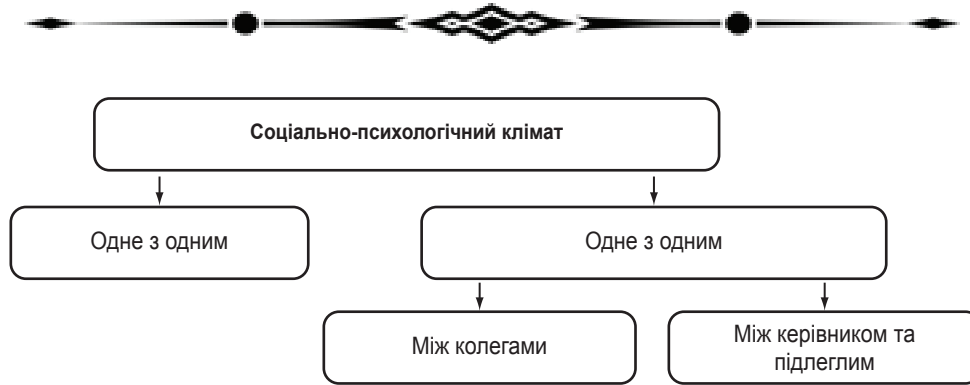 Соціально-психологічний клімат
Одне з одним
Одне з одним
Між колегами
Між керівником та
підлеглим